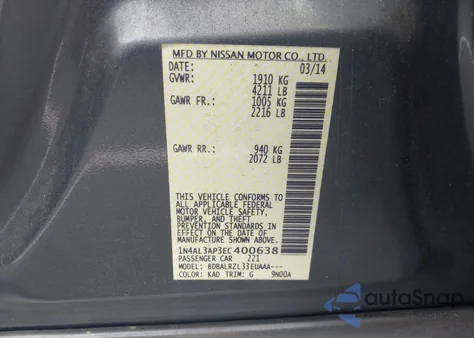 MFD BY NISSAN MOTOR CO., LTD.
DATE: 03/14
GVWR: 1910 KG
4211 LB
GAWR FR.: 1005 KG
2216 LB
GAWR RR.: 940 KG
2072 LB
THIS VEHICLE CONFORMS TO
ALL APPLICABLE FEDERAL
MOTOR VEHICLE SAFETY,
BUMPER, AND THEFT
PREVENTION STANDARDS IN
EFFECT ON THE DATE OF
MANUFACTURE SHOWN ABOVE.
1N4AL3AP3EC400638
PASSENGER CAR 221
MODEL: BDBALRZL33EUAAA---
COLOR: KAD TRIM: G 9N00A
autoSnap